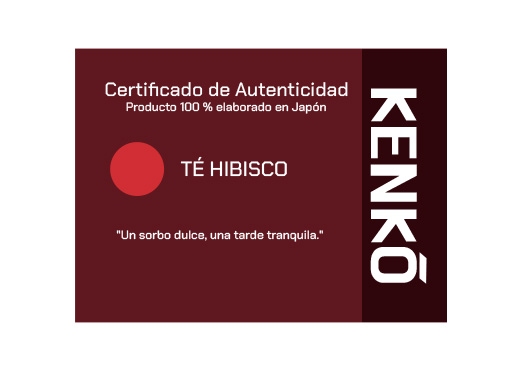 Certificado de Autenticidad
Producto 100 % elaborado en Japón
TÉ HIBISCO
"Un sorbo dulce, una tarde tranquila."
KENKŌ